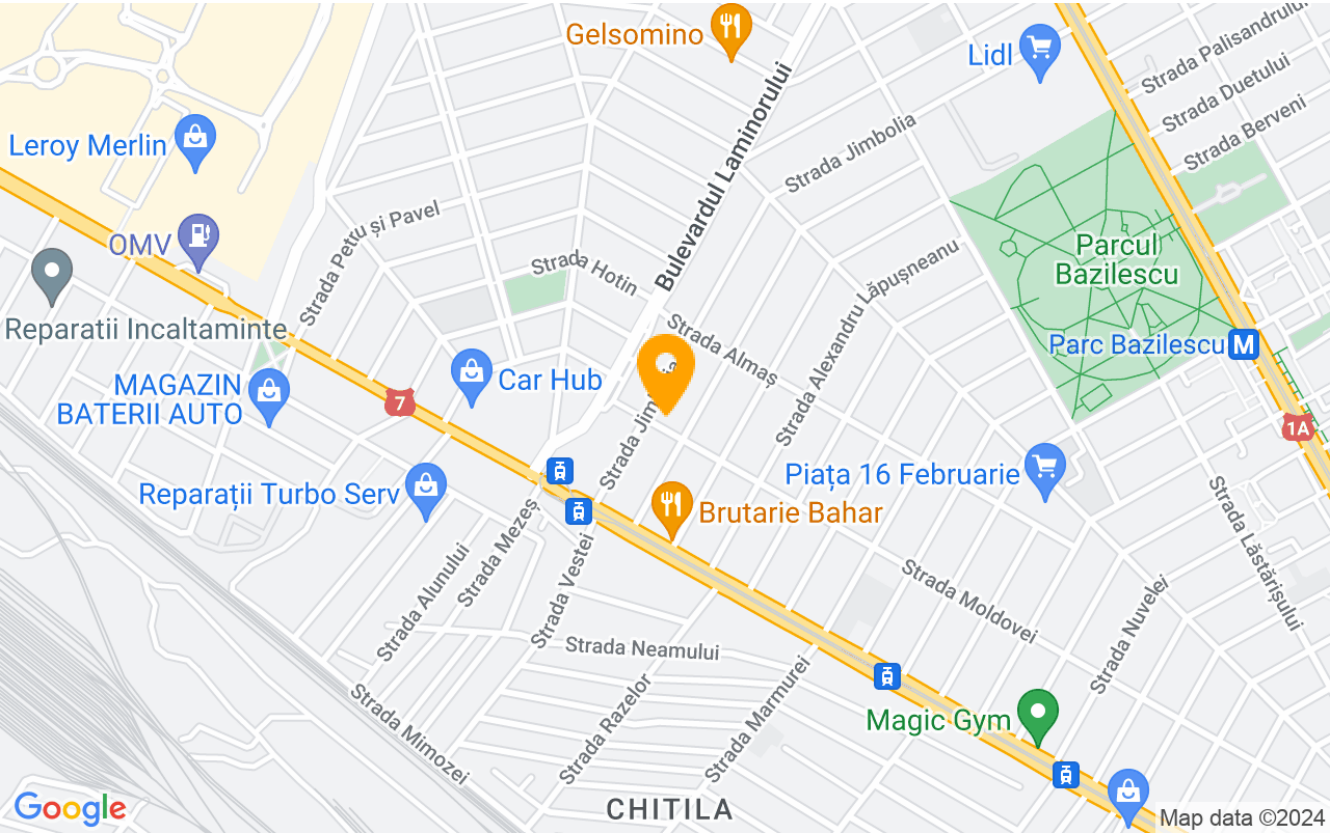 Gelsomino
Lidl
Strada Palisandrului
Strada Duetului
Strada Berveni
Leroy Merlin
Bulevardul Laminorului
Strada Jimbolia
OMV
Strada Petru și Pavel
Strada Hotin
Strada Alexandru Lăpușneanu
Parcul
Bazilescu
Reparatii Incaltaminte
Strada Almaș
Parc Bazilescu
M
MAGAZIN
BATERII AUTO
Car Hub
7
Strada
1A
Piața 16 Februarie
Reparații Turbo Serv
Brutarie Bahar
Strada Mezeș
Strada Alunului
Strada Vestei
Strada Lăstărișului
Strada Moldovei
Strada Nuvelei
Strada Neamului
Strada Razelor
Strada Marmurei
Strada Mimozei
Magic Gym
CHITILA
Google
Map data ©2024